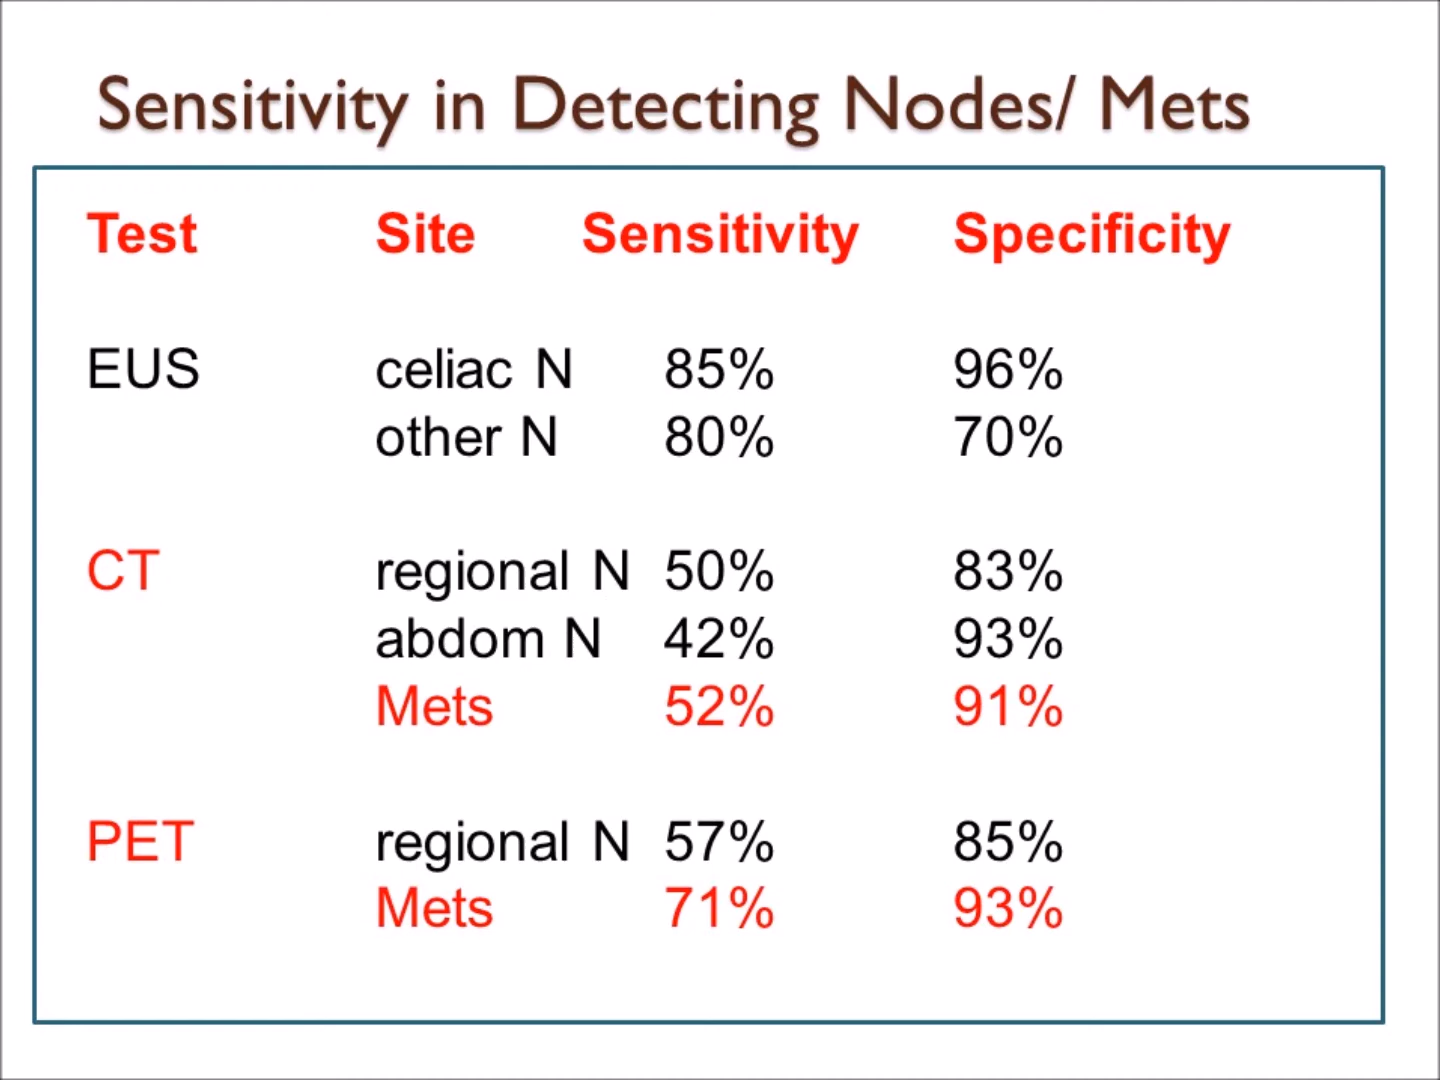 Sensitivity in Detecting Nodes/ Mets
Test Site Sensitivity Specificity
EUS celiac N 85% 96%
other N 80% 70%
CT regional N 50% 83%
abdom N 42% 93%
Mets 52% 91%
PET regional N 57% 85%
Mets 71% 93%